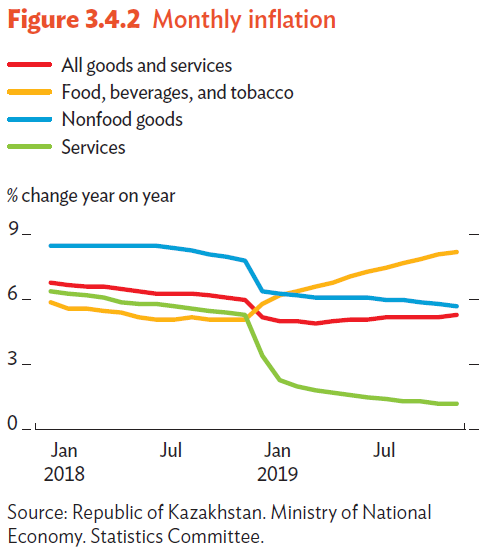 Figure 3.4.2 Monthly inflation
All goods and services
Food, beverages, and tobacco
Nonfood goods
Services
% change year on year
9
6
3
0
Jan Jul Jan Jul
2018 2019
Source: Republic of Kazakhstan. Ministry of National
Economy. Statistics Committee.